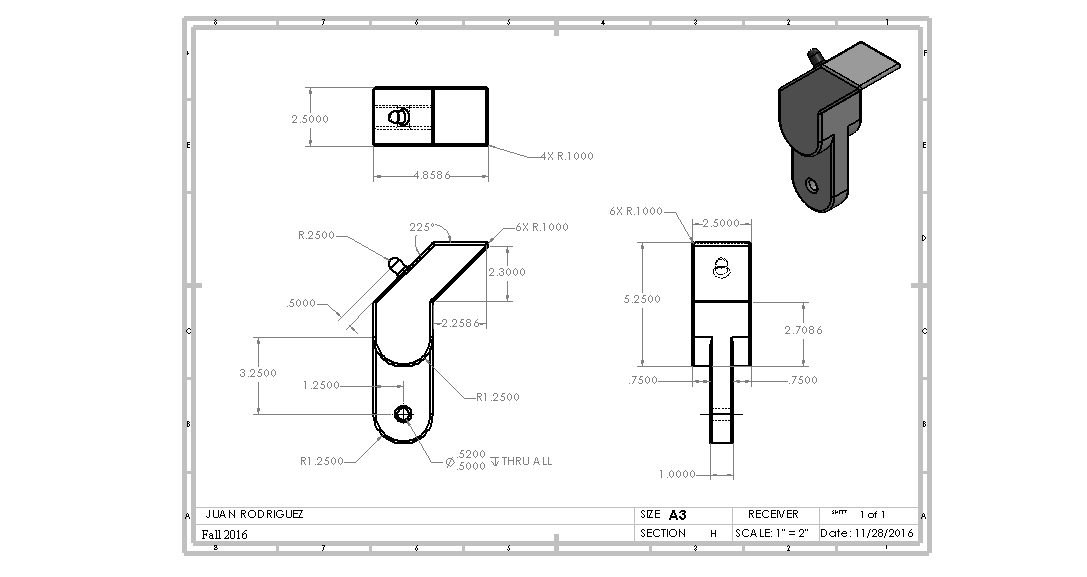 8 7 6 5 4 3 2 1
F
E
D
C
B
A
2.5000
4X R.1000
4.8586
6X R.1000
2.5000
R.2500
225°
6X R.1000
2.3000
5.2500
.5000
2.2586
2.7086
3.2500
1.2500
.7500
.7500
R1.2500
R1.2500
Ø .5200
.5000 ↧ THRU ALL
1.0000
JUAN RODRIGUEZ
SIZE A3
RECEIVER
SHEET 1 of 1
Fall 2016
SECTION H
SCALE: 1" = 2"
Date: 11/28/2016
8 7 6 5 4 3 2 1